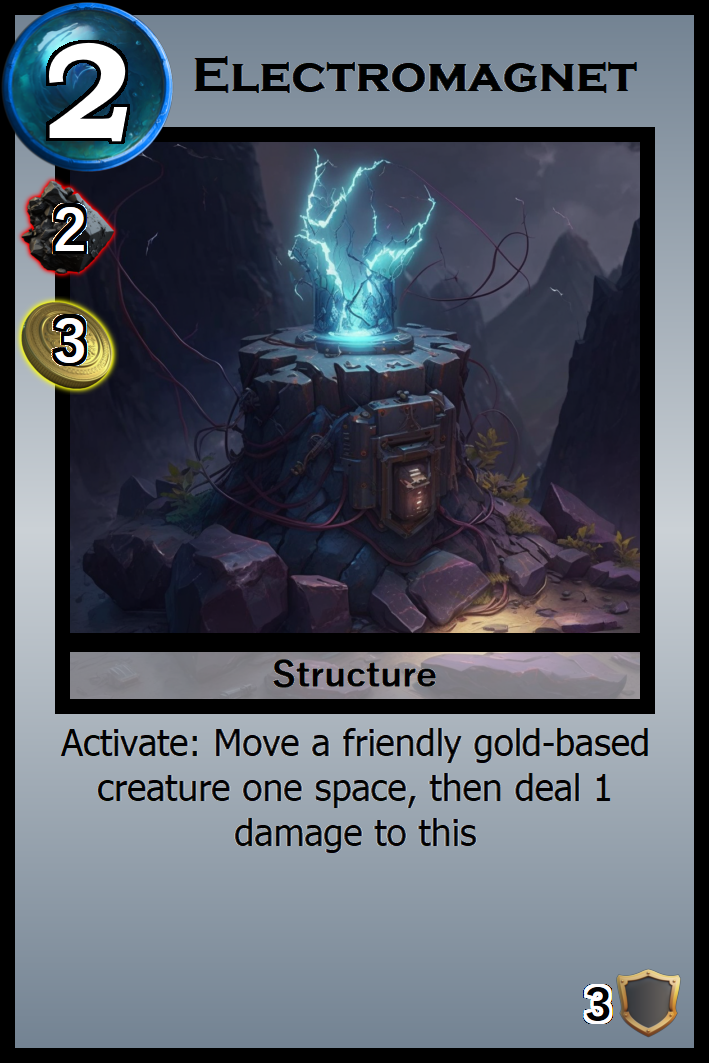 2
Electromagnet
2
3
Structure
Activate: Move a friendly gold-based
creature one space, then deal 1
damage to this
3